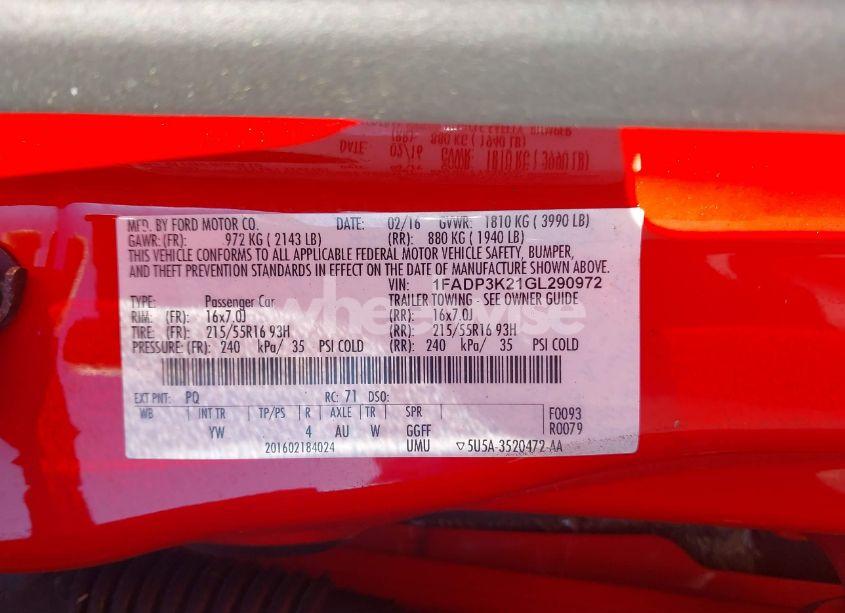 MFD. BY FORD MOTOR CO. DATE: 02/16 GVWR: 1810 KG ( 3990 LB)
GAWR: (FR): 972 KG ( 2143 LB) (RR): 880 KG ( 1940 LB)
THIS VEHICLE CONFORMS TO ALL APPLICABLE FEDERAL MOTOR VEHICLE SAFETY, BUMPER,
AND THEFT PREVENTION STANDARDS IN EFFECT ON THE DATE OF MANUFACTURE SHOWN ABOVE.
VIN: 1FADP3K21GL290972
TYPE: Passenger Car TRAILER TOWING - SEE OWNER GUIDE
RIM: (FR) 16x7.0J (RR): 16x7.0J
TIRE: (FR) 215/55R16 93H (RR): 215/55R16 93H
PRESSURE: (FR): 240 kPa/ 35 PSI COLD (RR): 240 kPa/ 35 PSI COLD
EXT PNT: PQ RC: 71 DSO:
WB INT TR TP/PS R AXLE TR SPR F0093
YW 4 AU W GGFF R0079
201602184024 UMU ▽5U5A-3520472-AA
wheelwise